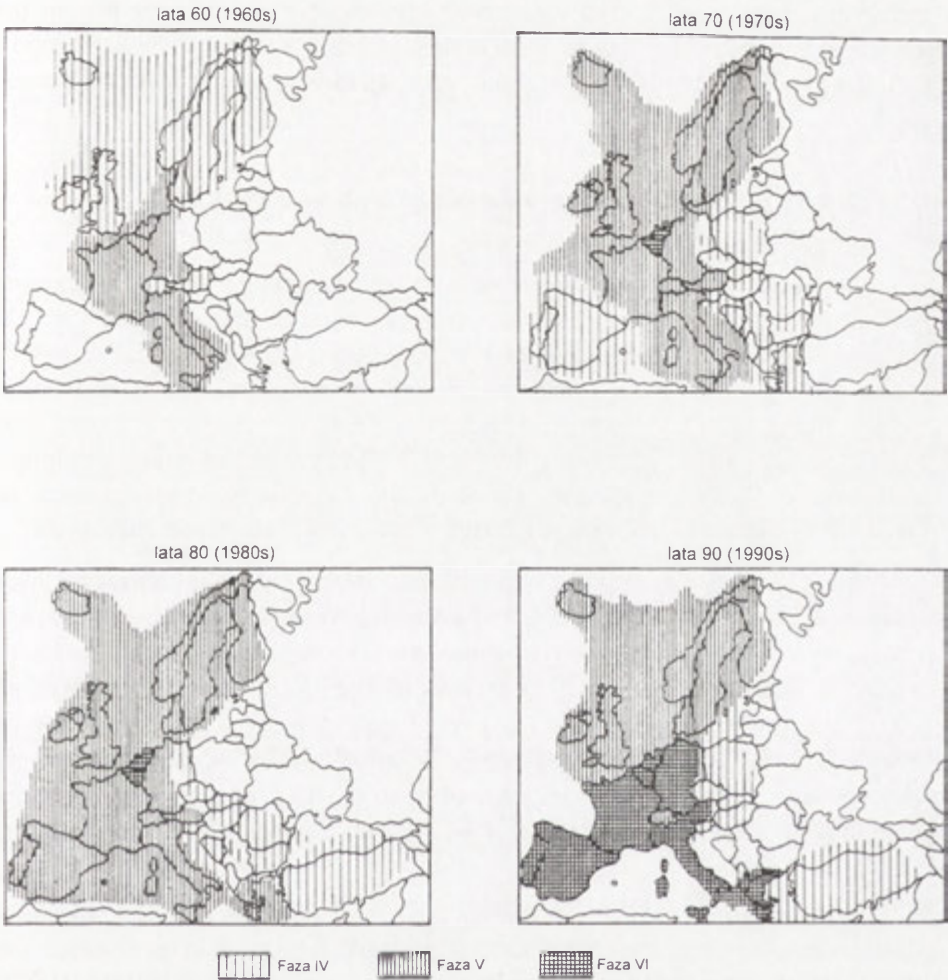 lata 60 (1960s)
lata 70 (1970s)
lata 80 (1980s)
lata 90 (1990s)
Faza IV
Faza V
Faza VI